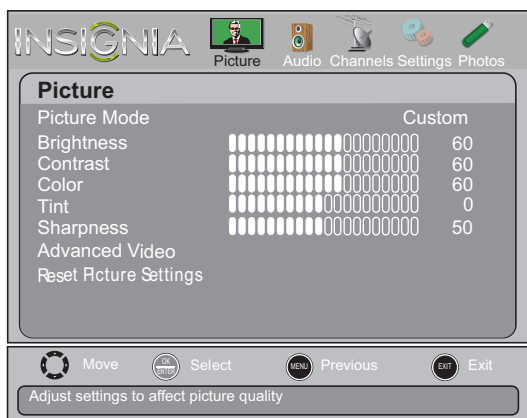 INSIGNIA
Picture Audio Channels Settings Photos
Picture
Picture Mode Custom
Brightness 60
Contrast 60
Color 60
Tint 0
Sharpness 50
Advanced Video
Reset Picture Settings
Move OK ENTER Select MENU Previous EXIT Exit
Adjust settings to affect picture quality